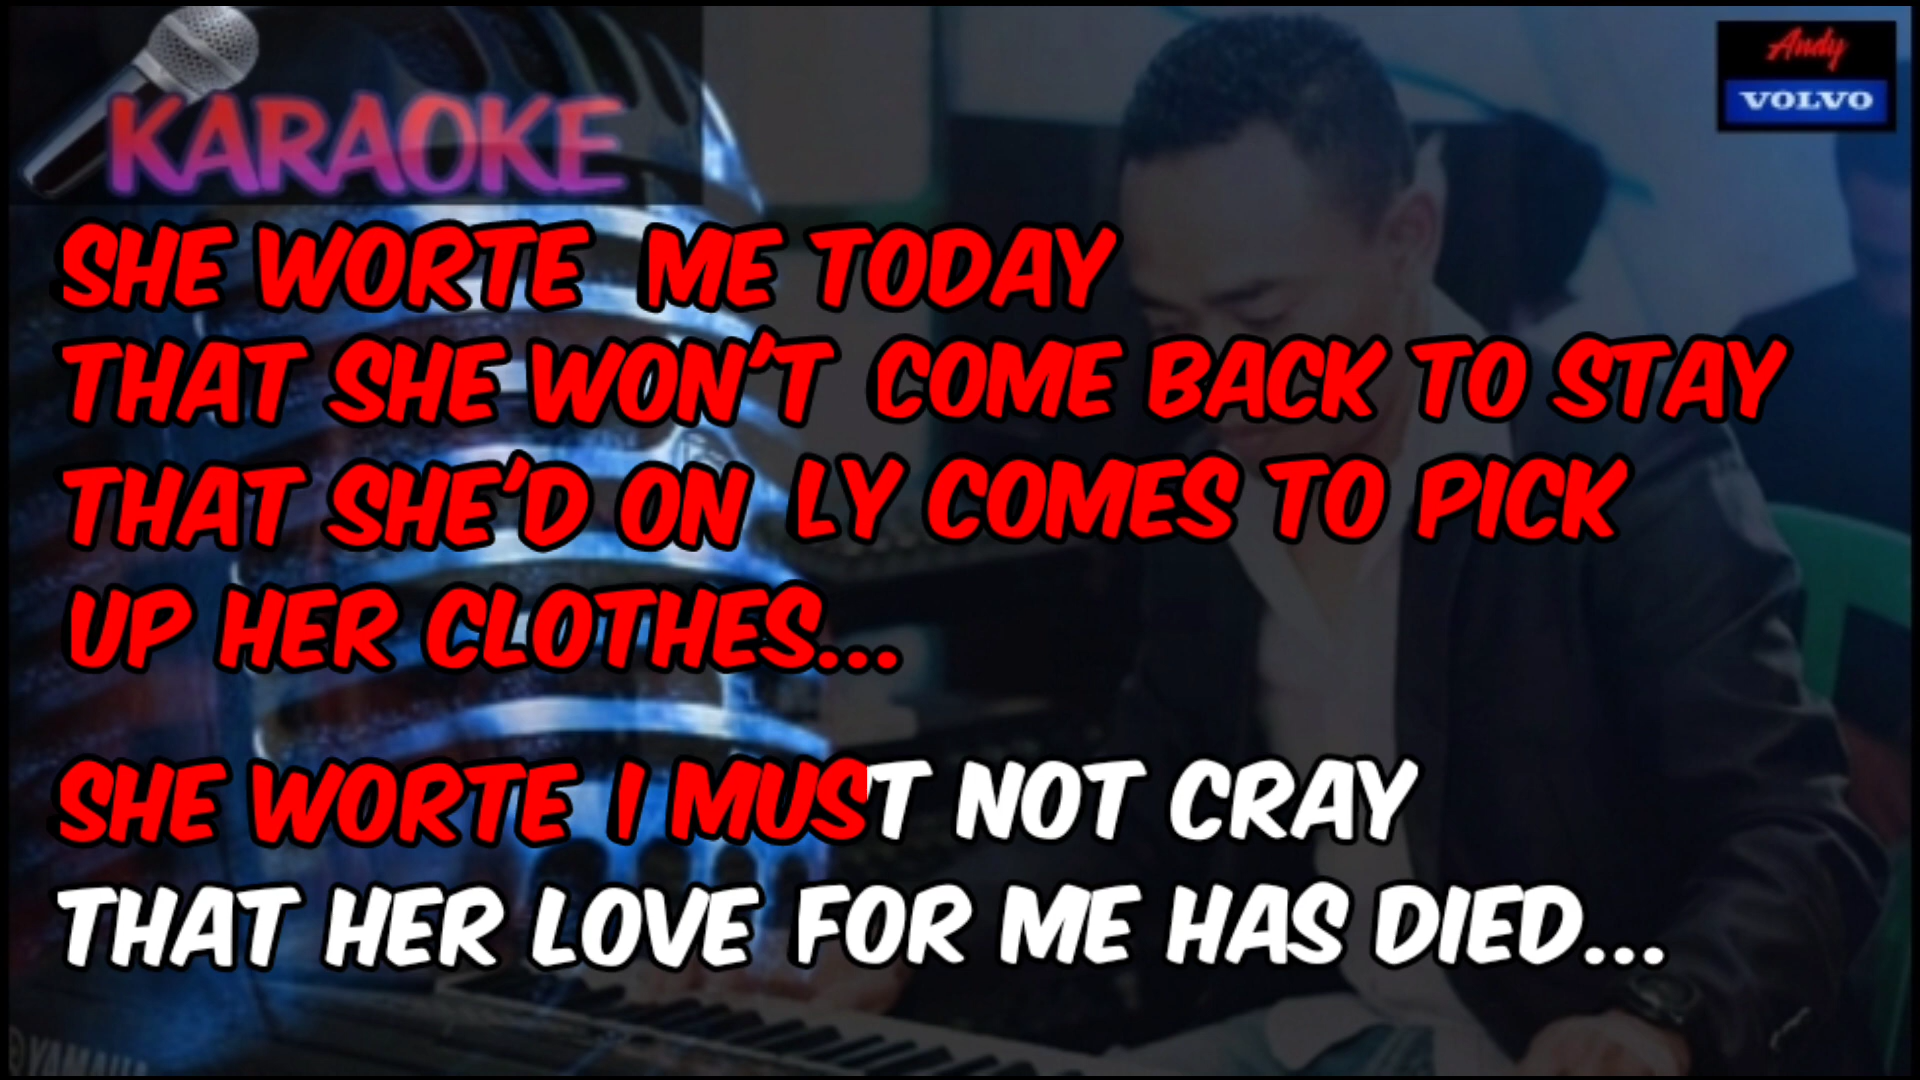 KARAOKE
Andy
VOLVO
SHE WORTE ME TODAY
THAT SHE WON'T COME BACK TO STAY
THAT SHE'D ON LY COMES TO PICK
UP HER CLOTHES...
SHE WORTE I MUST NOT CRAY
THAT HER LOVE FOR ME HAS DIED...
YAMAHA